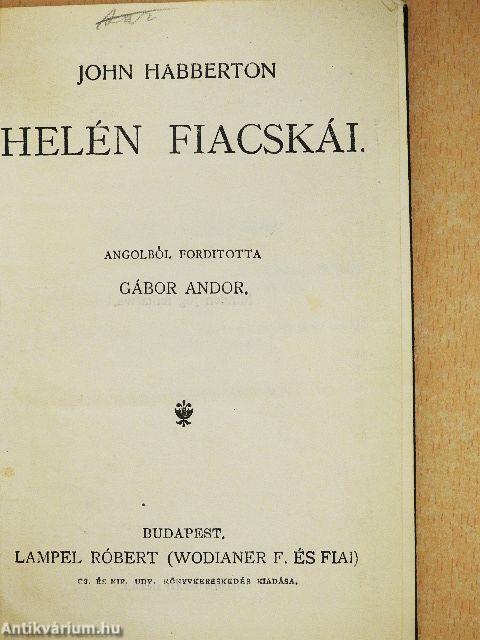 JOHN HABBERTON
HELÉN FIACSKÁI.
ANGOLBÓL FORDITOTTA
GÁBOR ANDOR.
BUDAPEST.
LAMPEL RÓBERT (WODIANER F. ÉS FIAI)
CS. ÉS KIR. UDV. KÖNYVKERESKEDÉS KIADÁSA.
Antikvárium.hu